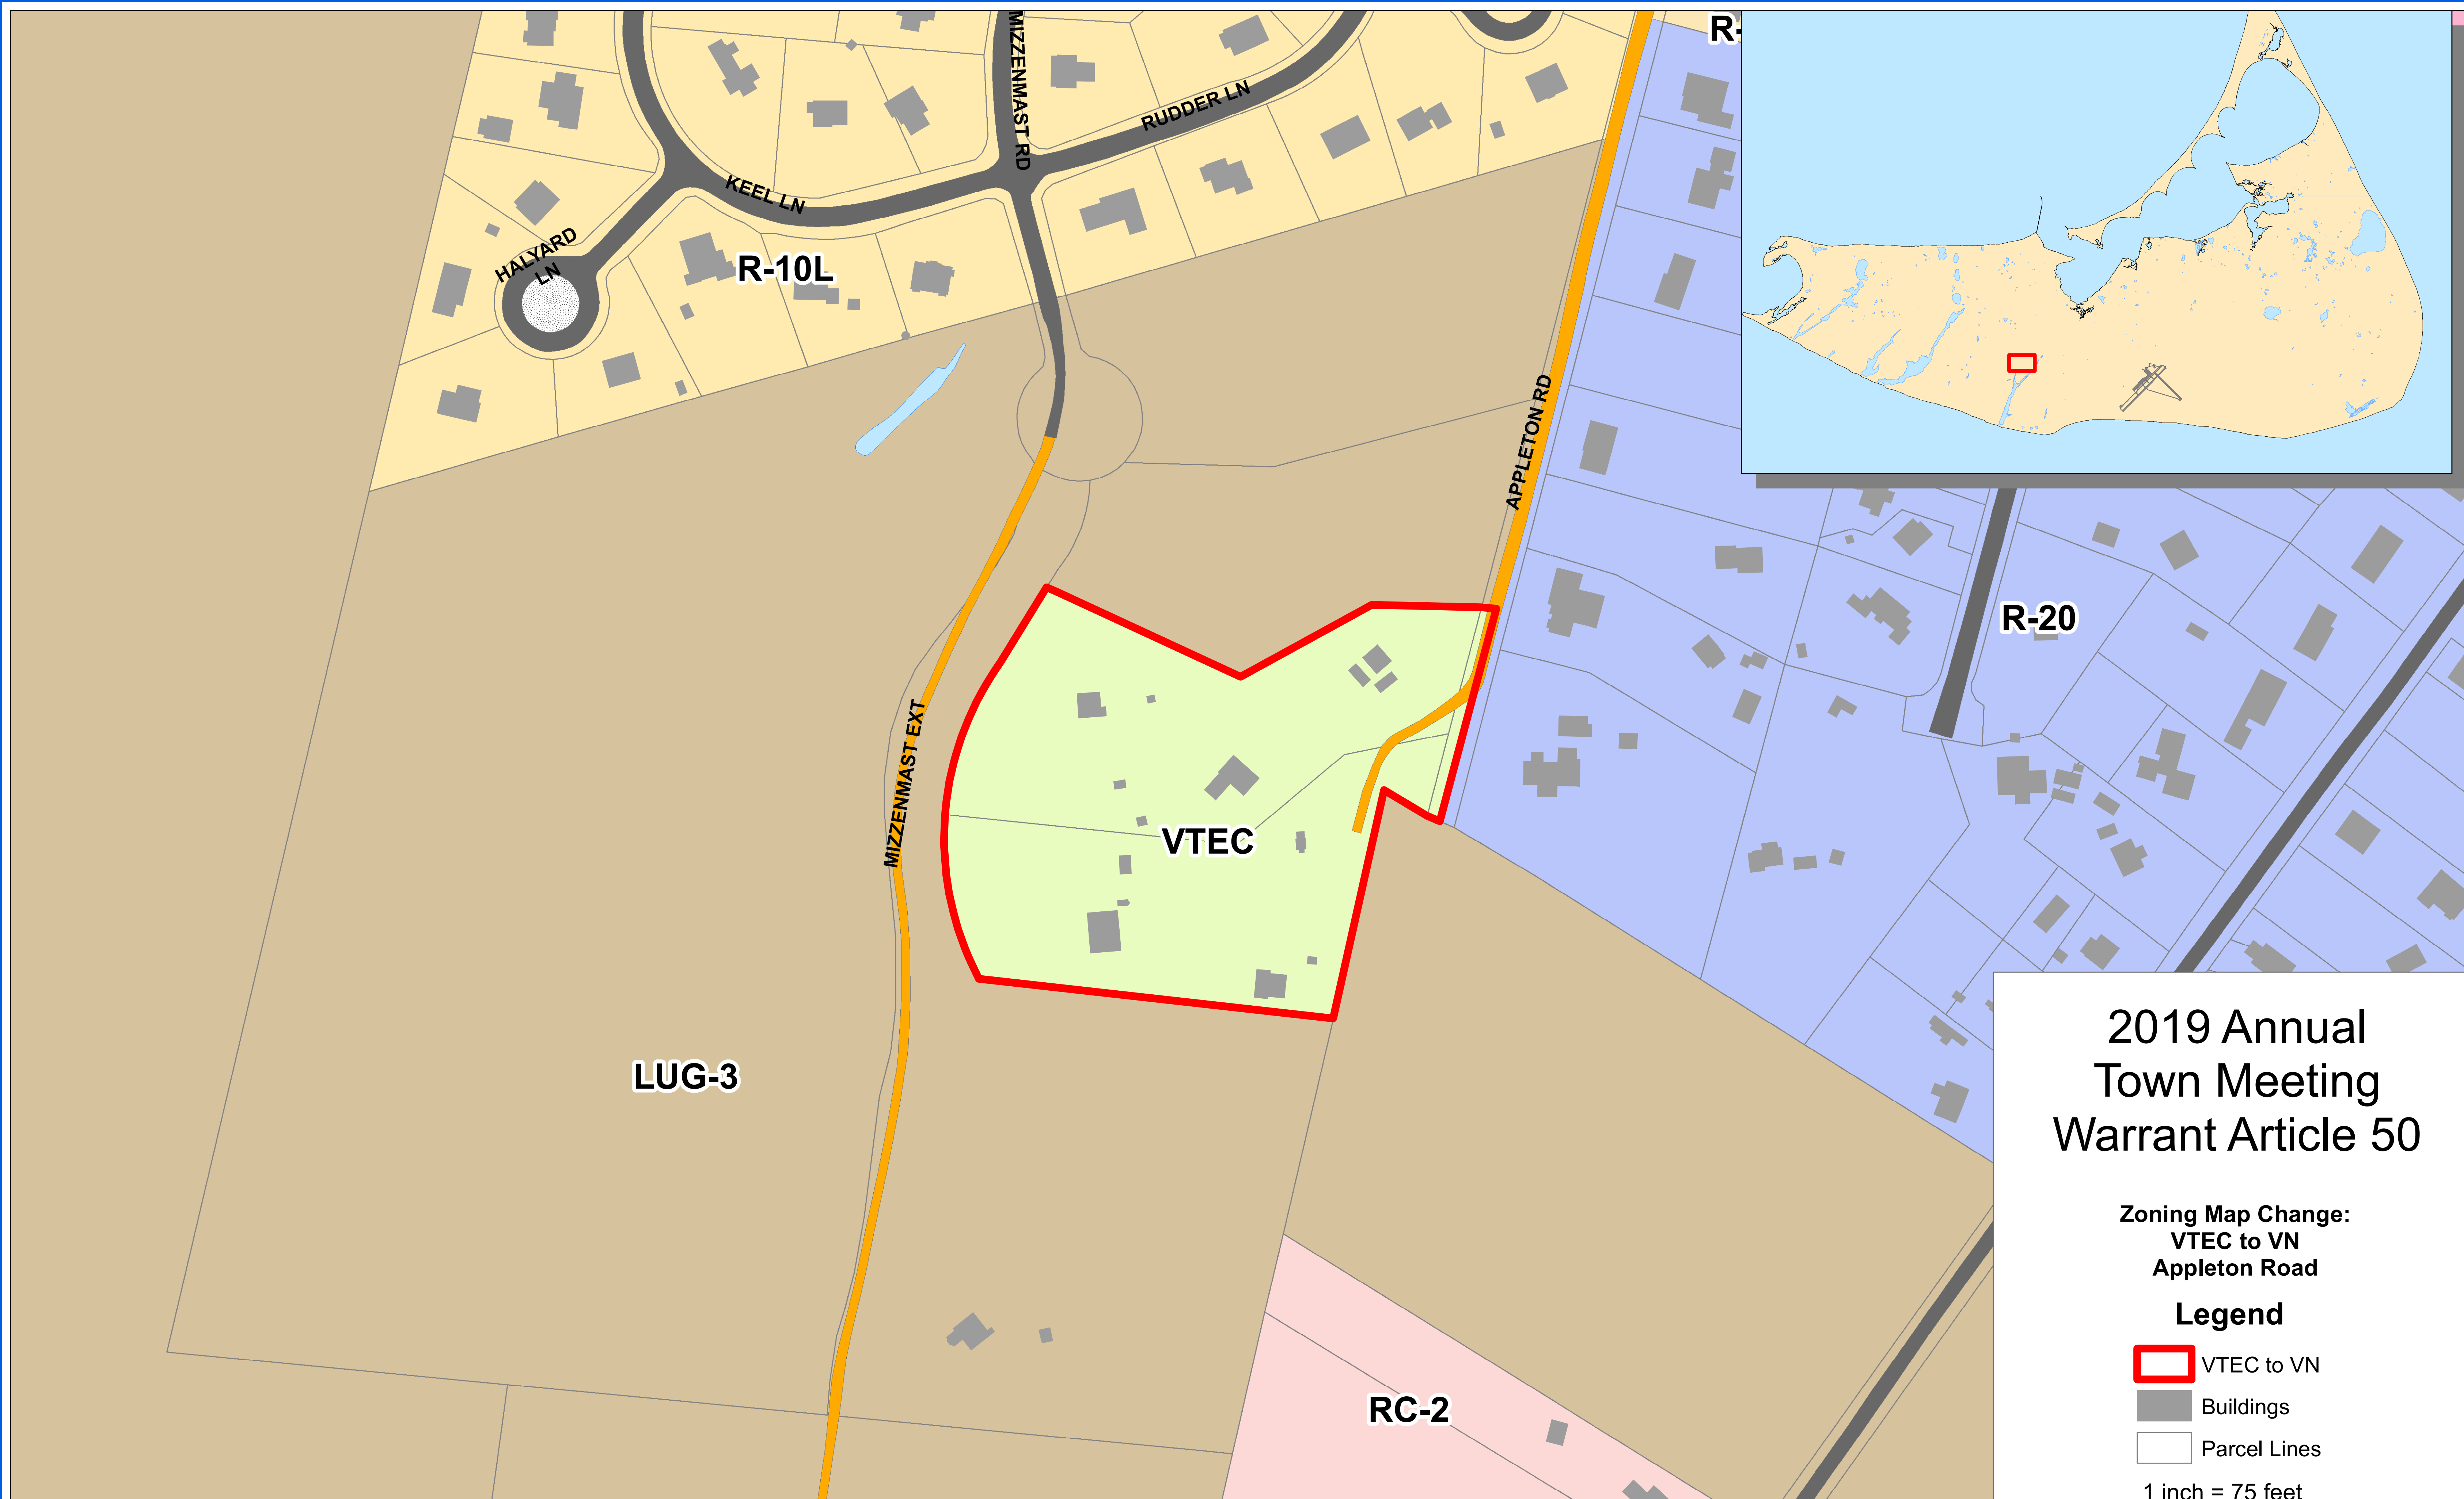 MIZZENMAST RD
RUDDER LN
KEEL LN
HALYARD
LN
R-10L
R-
APPLETON RD
R-20
MIZZENMAST EXT
VTEC
LUG-3
RC-2
2019 Annual
Town Meeting
Warrant Article 50
Zoning Map Change:
VTEC to VN
Appleton Road
Legend
VTEC to VN
Buildings
Parcel Lines
1 inch = 75 feet